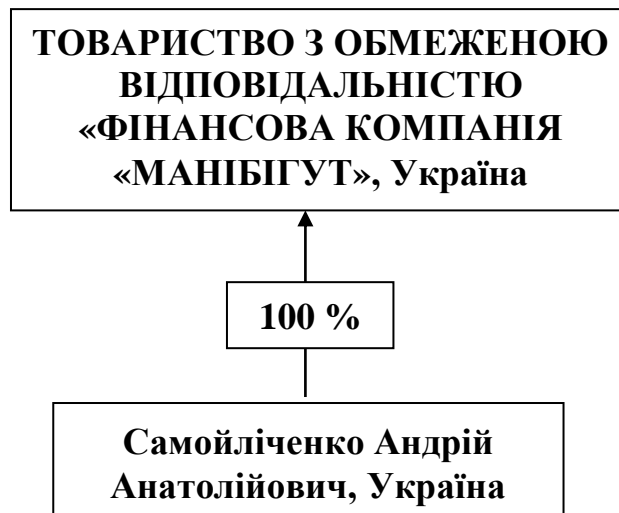 ТОВАРИСТВО З ОБМЕЖЕНОЮ
ВІДПОВІДАЛЬНІСТЮ
«ФІНАНСОВА КОМПАНІЯ
«МАНІБІГУТ», Україна
100 %
Самойліченко Андрій
Анатолійович, Україна